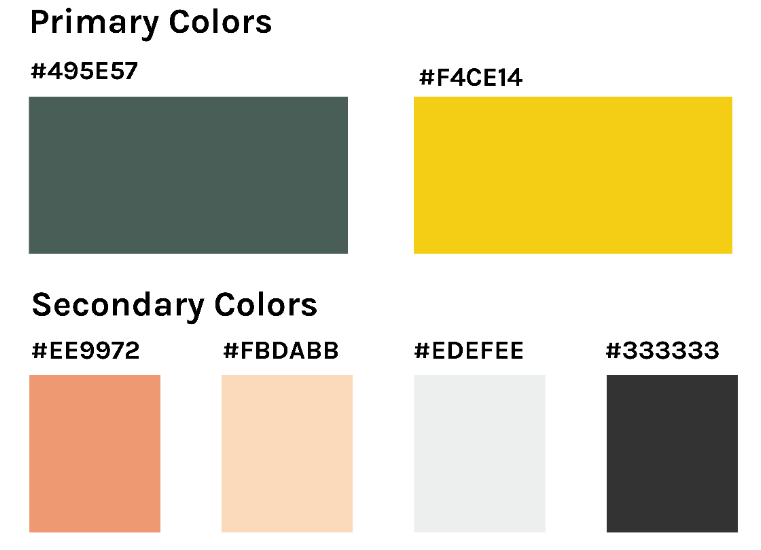 Primary Colors
#495E57
#F4CE14
Secondary Colors
#EE9972
#FBDABB
#EDEFEE
#333333